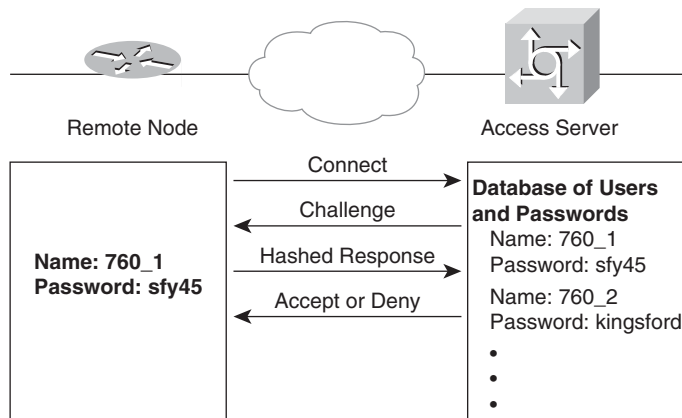 Remote Node
Access Server
Connect
Challenge
Hashed Response
Accept or Deny
Name: 760_1
Password: sfy45
Database of Users
and Passwords
Name: 760_1
Password: sfy45
Name: 760_2
Password: kingsford